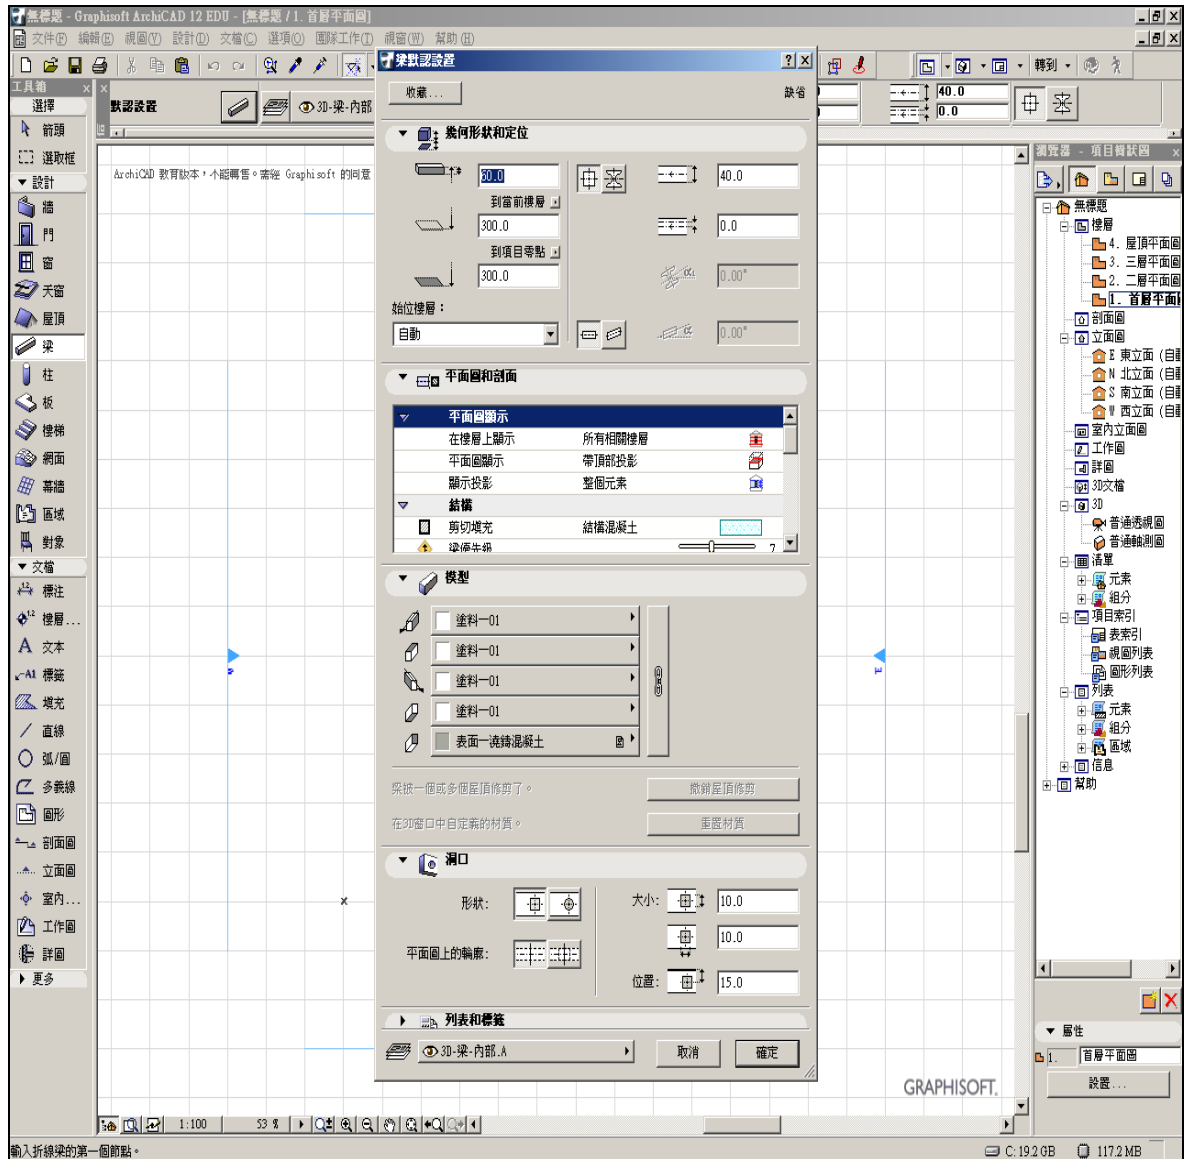 無標題 - Graphisoft ArchiCAD 12 EDU - [無標題 / 1. 首層平面圖]
文件(F) 編輯(E) 視圖(V) 設計(D) 文檔(C) 選項(O) 團隊工作(T) 視窗(W) 幫助(H)
轉到
工具箱
選擇
箭頭
選取框
設計
牆
門
窗
天窗
屋頂
梁
柱
板
樓梯
網面
幕牆
區域
對象
文檔
標注
樓層...
文本
標籤
填充
直線
弧/圓
多義線
圖形
剖面圖
立面圖
室內...
工作圖
詳圖
更多
默認設置
3D-梁-內部
40.0
0.0
ArchiCAD 教育版本，不能轉售。需經 Graphisoft 的同意
梁默認設置
收藏...
缺省
幾何形狀和定位
60.0
40.0
到當前樓層
300.0
0.0
到項目零點
300.0
0.00°
始位樓層：
自動
0.00°
平面圖和剖面
平面圖顯示
在樓層上顯示 所有相關樓層
平面圖顯示 帶頂部投影
顯示投影 整個元素
結構
剪切填充 結構混凝土
梁優先級 7
模型
塗料-01
塗料-01
塗料-01
塗料-01
表面-澆鑄混凝土
梁被一個或多個屋頂修剪了。
撤銷屋頂修剪
在3D窗口中自定義的材質。
重置材質
洞口
形狀:
大小:
10.0
10.0
平面圖上的輪廓:
位置:
15.0
列表和標籤
3D-梁-內部.A
取消
確定
GRAPHISOFT.
瀏覽器 - 項目樹狀圖
無標題
樓層
4. 屋頂平面圖
3. 三層平面圖
2. 二層平面圖
1. 首層平面
剖面圖
立面圖
E 東立面 (自動
N 北立面 (自動
S 南立面 (自動
W 西立面 (自動
室內立面圖
工作圖
詳圖
3D文檔
3D
普通透視圖
普通軸測圖
清單
元素
組分
項目索引
表索引
視圖列表
圖形列表
列表
元素
組分
區域
信息
幫助
屬性
1. 首層平面圖
設置...
1:100
53 %
輸入折線梁的第一個節點。
C: 19.2 GB
117.2 MB